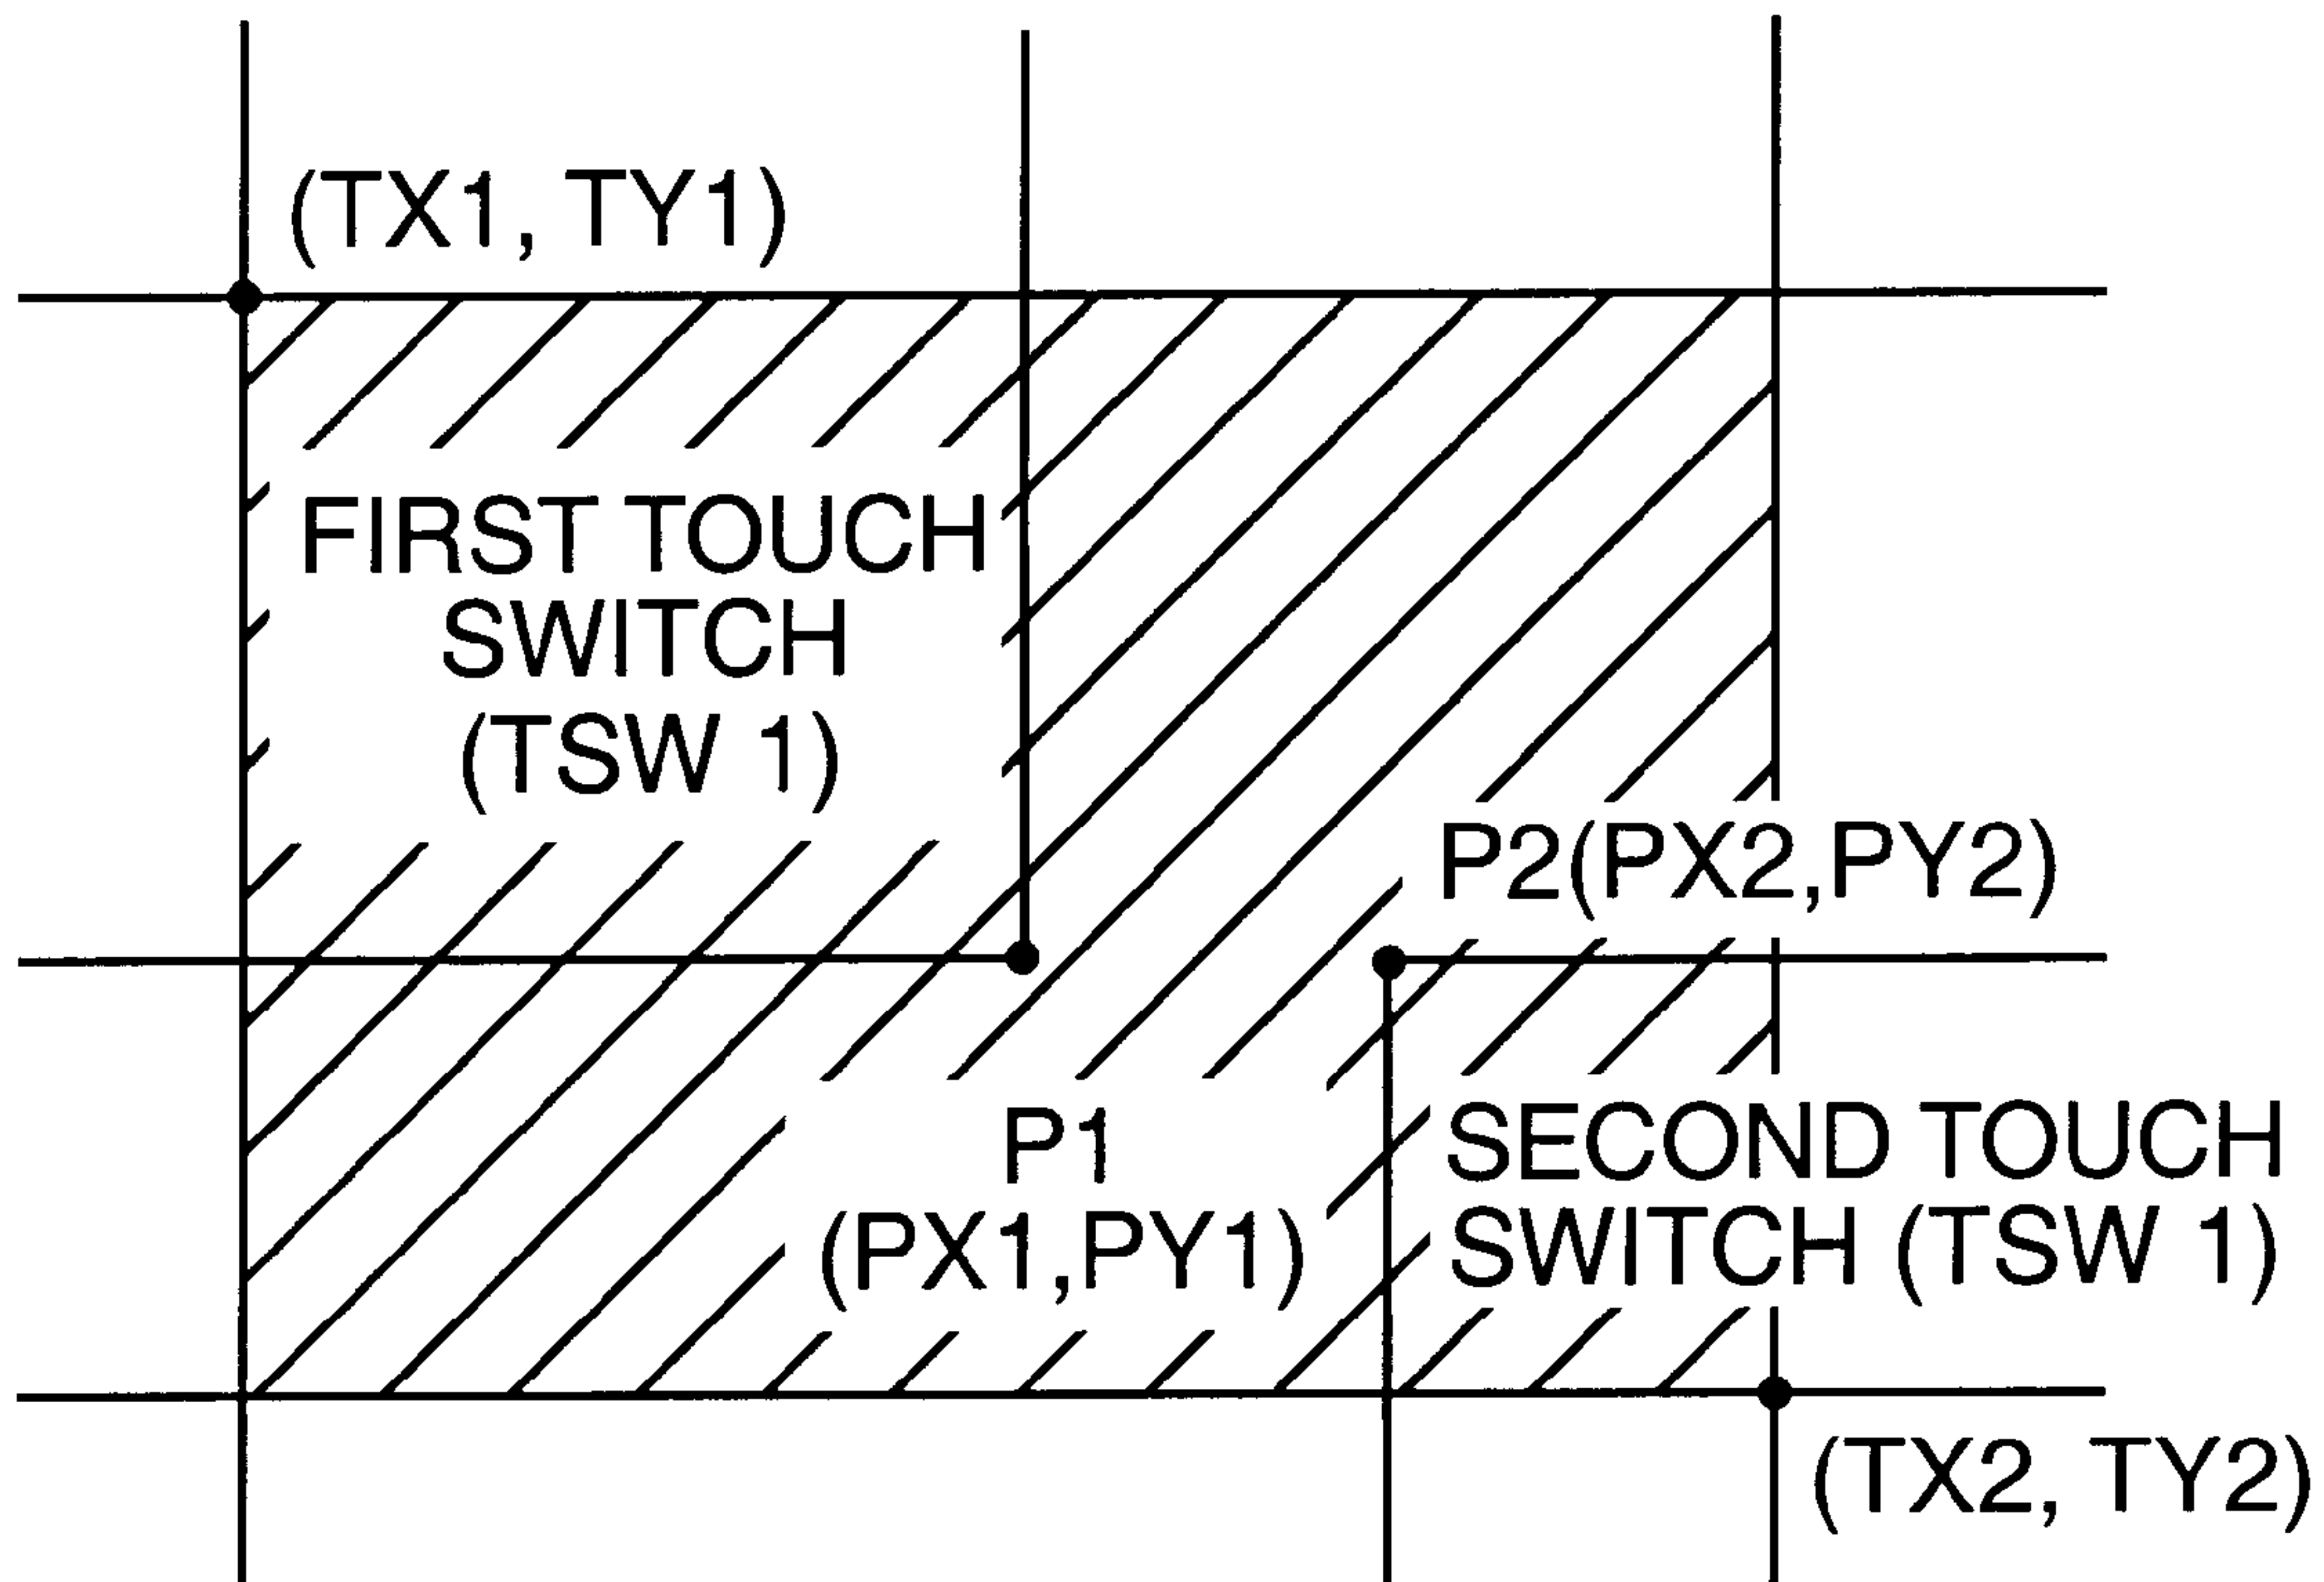 (TX1, TY1)
FIRST TOUCH
SWITCH
(TSW 1)
P2(PX2,PY2)
P1
(PX1,PY1)
SECOND TOUCH
SWITCH (TSW 1)
(TX2, TY2)